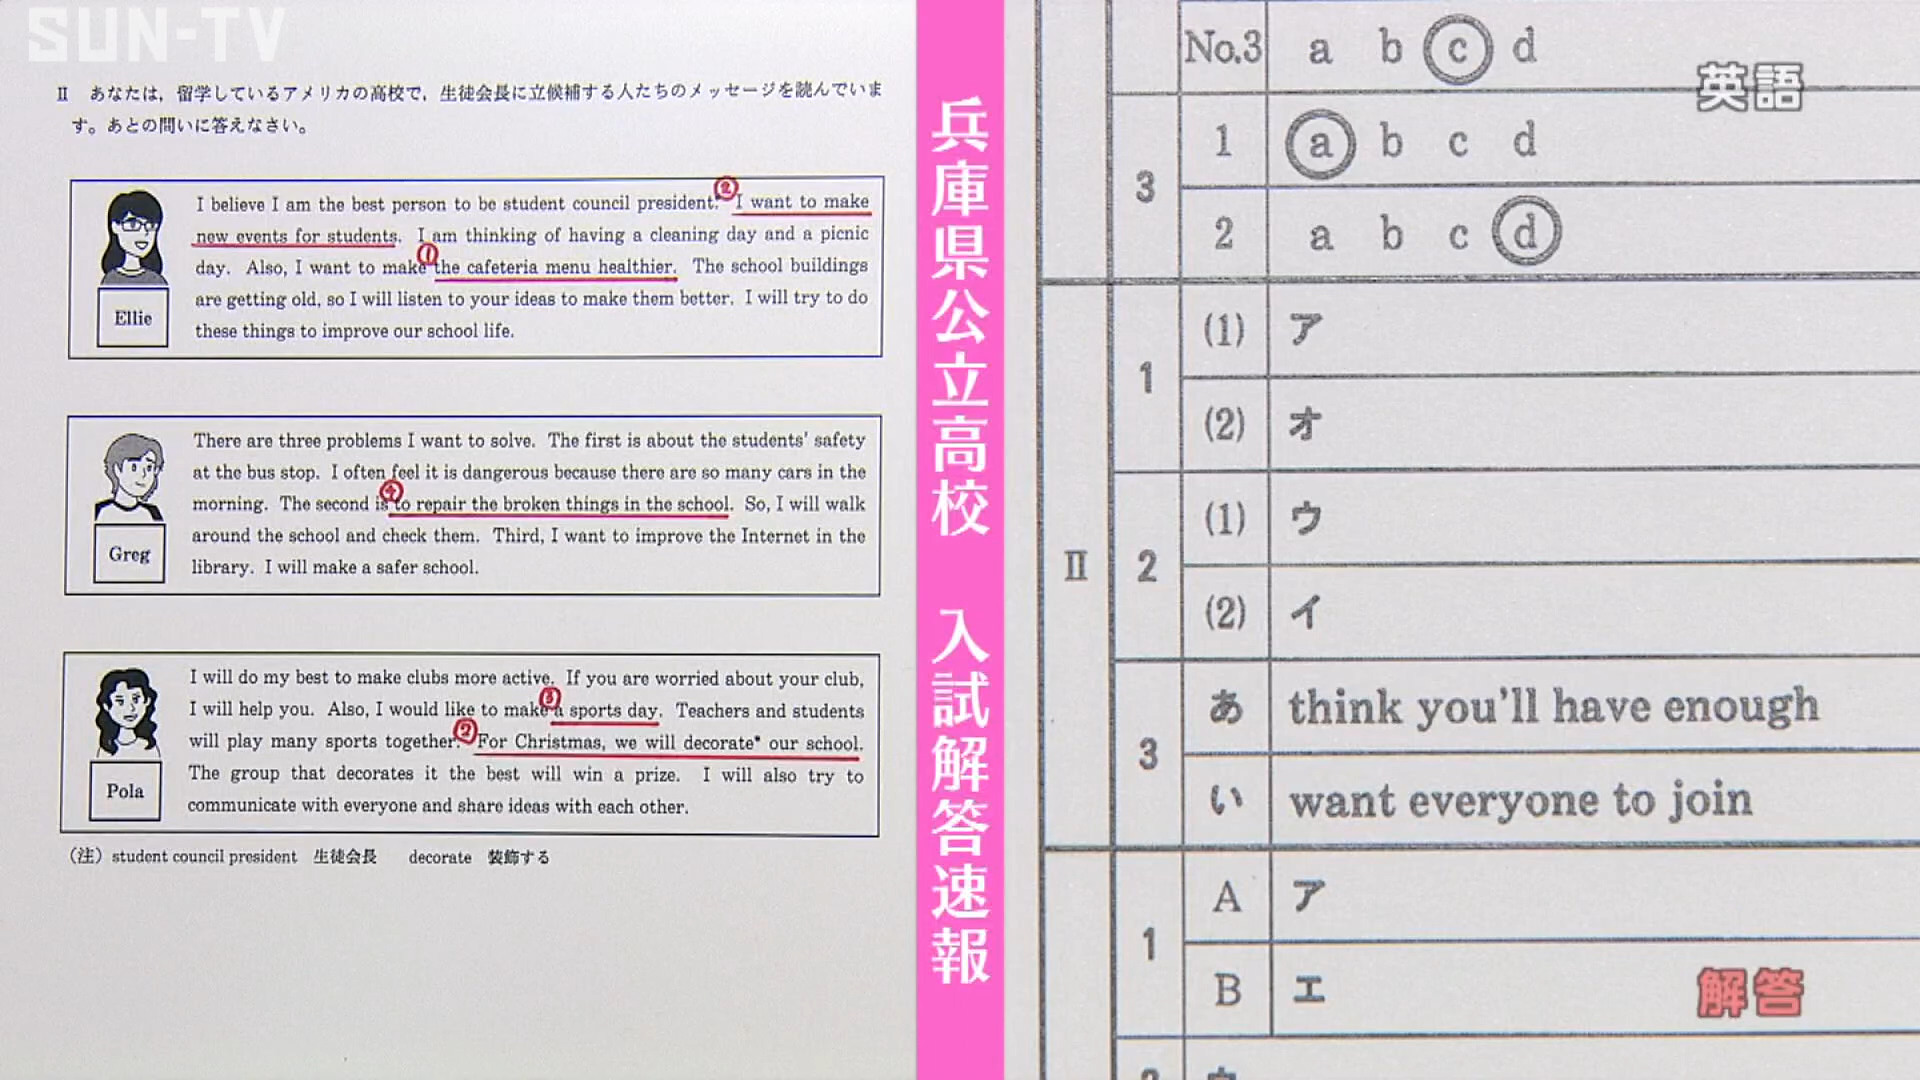 SUN-TV
Ⅱ　あなたは，留学しているアメリカの高校で，生徒会長に立候補する人たちのメッセージを読んでいま
す。あとの問いに答えなさい。
I believe I am the best person to be student council president.* ② I want to make
new events for students. I am thinking of having a cleaning day and a picnic
day. Also, I want to make ① the cafeteria menu healthier. The school buildings
are getting old, so I will listen to your ideas to make them better. I will try to do
these things to improve our school life.
Ellie
There are three problems I want to solve. The first is about the students' safety
at the bus stop. I often feel it is dangerous because there are so many cars in the
morning. The second is ④ to repair the broken things in the school. So, I will walk
around the school and check them. Third, I want to improve the Internet in the
library. I will make a safer school.
Greg
I will do my best to make clubs more active. If you are worried about your club,
I will help you. Also, I would like to make ③ a sports day. Teachers and students
will play many sports together. ② For Christmas, we will decorate* our school.
The group that decorates it the best will win a prize. I will also try to
communicate with everyone and share ideas with each other.
Pola
（注）student council president　生徒会長　　decorate　装飾する
兵庫県公立高校　入試解答速報
英語
No.3 a b c d
3
1 a b c d
2 a b c d
Ⅱ
1
(1) ア
(2) オ
2
(1) ウ
(2) イ
3
あ think you'll have enough
い want everyone to join
1
A ア
B エ
解答